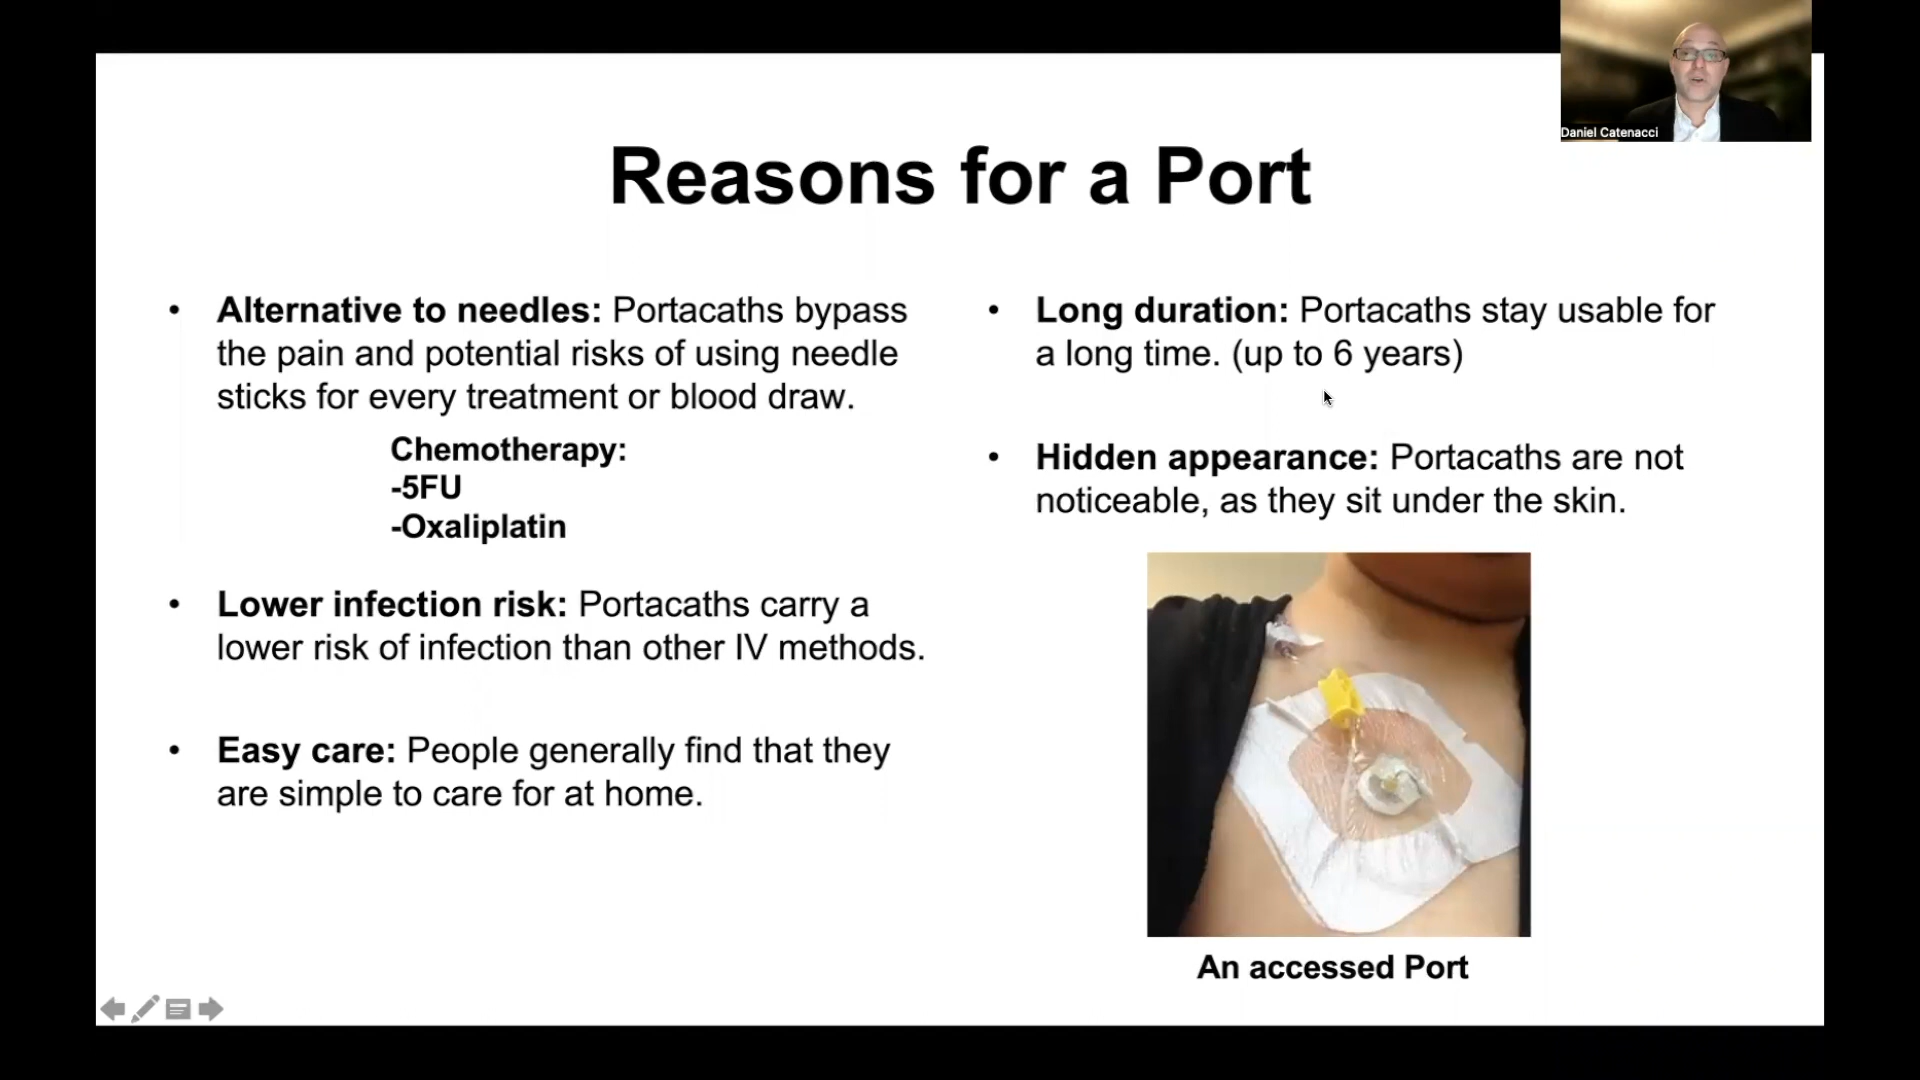 Daniel Catenacci
Reasons for a Port
• Alternative to needles: Portacaths bypass
the pain and potential risks of using needle
sticks for every treatment or blood draw.
Chemotherapy:
-5FU
-Oxaliplatin
• Lower infection risk: Portacaths carry a
lower risk of infection than other IV methods.
• Easy care: People generally find that they
are simple to care for at home.
• Long duration: Portacaths stay usable for
a long time. (up to 6 years)
• Hidden appearance: Portacaths are not
noticeable, as they sit under the skin.
An accessed Port